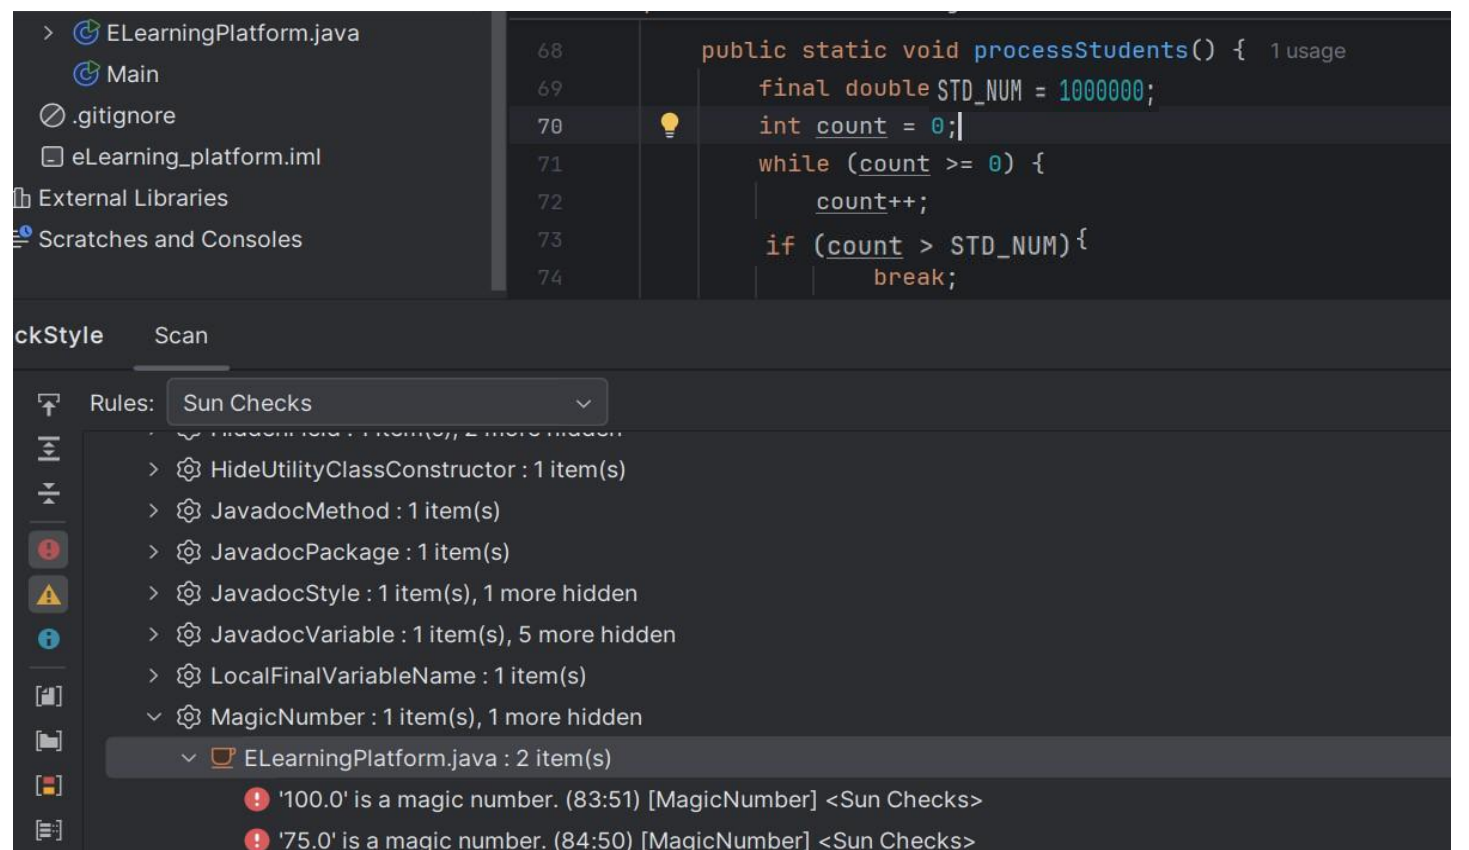 ELearningPlatform.java
Main
.gitignore
eLearning_platform.iml
External Libraries
Scratches and Consoles
68 public static void processStudents() { 1 usage
69 final double STD_NUM = 1000000;
70 int count = 0;
71 while (count >= 0) {
72 count++;
73 if (count > STD_NUM){
74 break;
ckStyle Scan
Rules: Sun Checks
HideUtilityClassConstructor : 1 item(s)
JavadocMethod : 1 item(s)
JavadocPackage : 1 item(s)
JavadocStyle : 1 item(s), 1 more hidden
JavadocVariable : 1 item(s), 5 more hidden
LocalFinalVariableName : 1 item(s)
MagicNumber : 1 item(s), 1 more hidden
ELearningPlatform.java : 2 item(s)
'100.0' is a magic number. (83:51) [MagicNumber] <Sun Checks>
'75.0' is a magic number. (84:50) [MagicNumber] <Sun Checks>